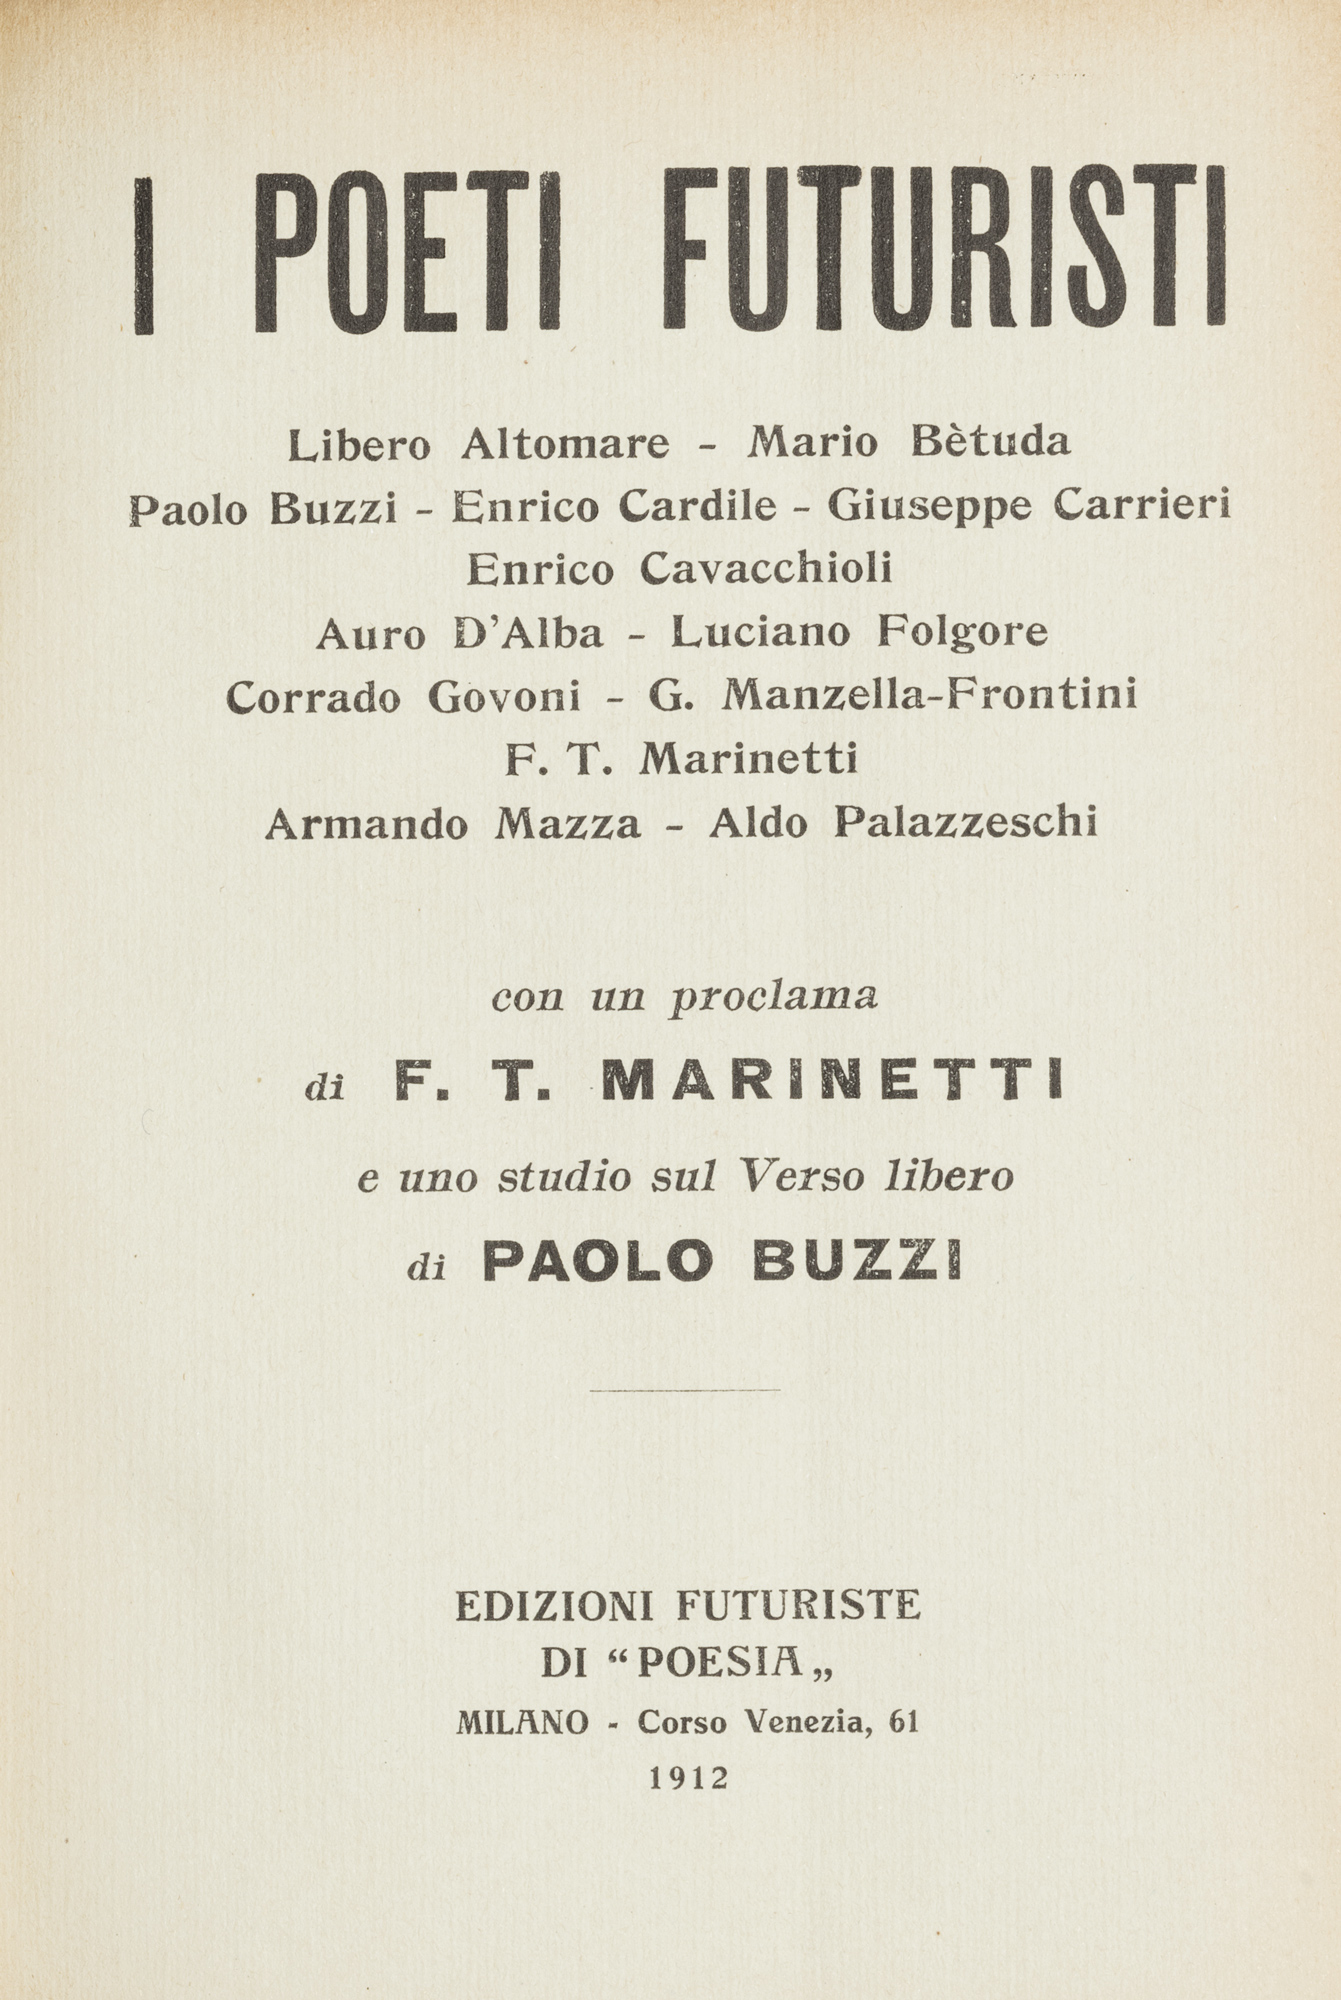 I POETI FUTURISTI
Libero Altomare - Mario Bètuda
Paolo Buzzi - Enrico Cardile - Giuseppe Carrieri
Enrico Cavacchioli
Auro D'Alba - Luciano Folgore
Corrado Govoni - G. Manzella-Frontini
F. T. Marinetti
Armando Mazza - Aldo Palazzeschi
con un proclama
di F. T. MARINETTI
e uno studio sul Verso libero
di PAOLO BUZZI
EDIZIONI FUTURISTE
DI “POESIA„
MILANO - Corso Venezia, 61
1912